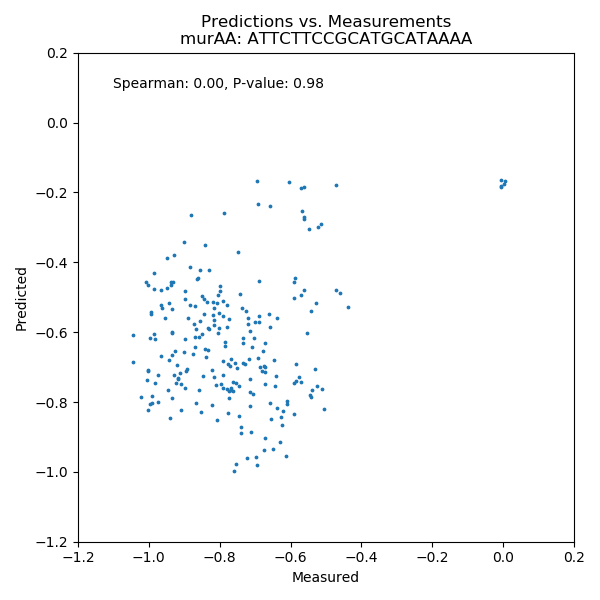 Predictions vs. Measurements
murAA: ATTCTTCCGCATGCATAAAA
Spearman: 0.00, P-value: 0.98
0.2
0.0
−0.2
−0.4
−0.6
−0.8
−1.0
−1.2
Predicted
−1.2 −1.0 −0.8 −0.6 −0.4 −0.2 0.0 0.2
Measured